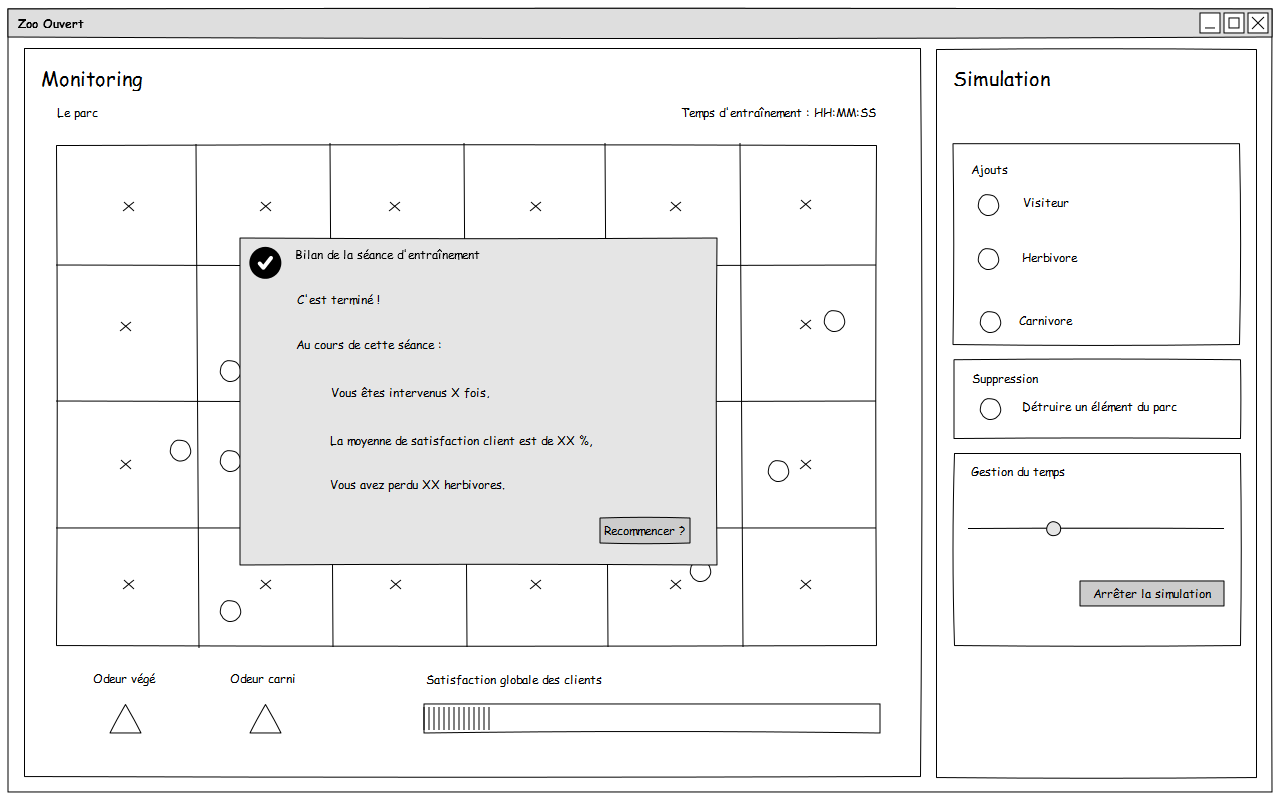 Zoo Ouvert
Monitoring
Le parc
Temps d'entraînement : HH:MM:SS
Bilan de la séance d'entraînement
C'est terminé !
Au cours de cette séance :
Vous êtes intervenus X fois,
La moyenne de satisfaction client est de XX %,
Vous avez perdu XX herbivores.
Recommencer ?
Odeur végé
Odeur carni
Satisfaction globale des clients
Simulation
Ajouts
Visiteur
Herbivore
Carnivore
Suppression
Détruire un élément du parc
Gestion du temps
Arrêter la simulation